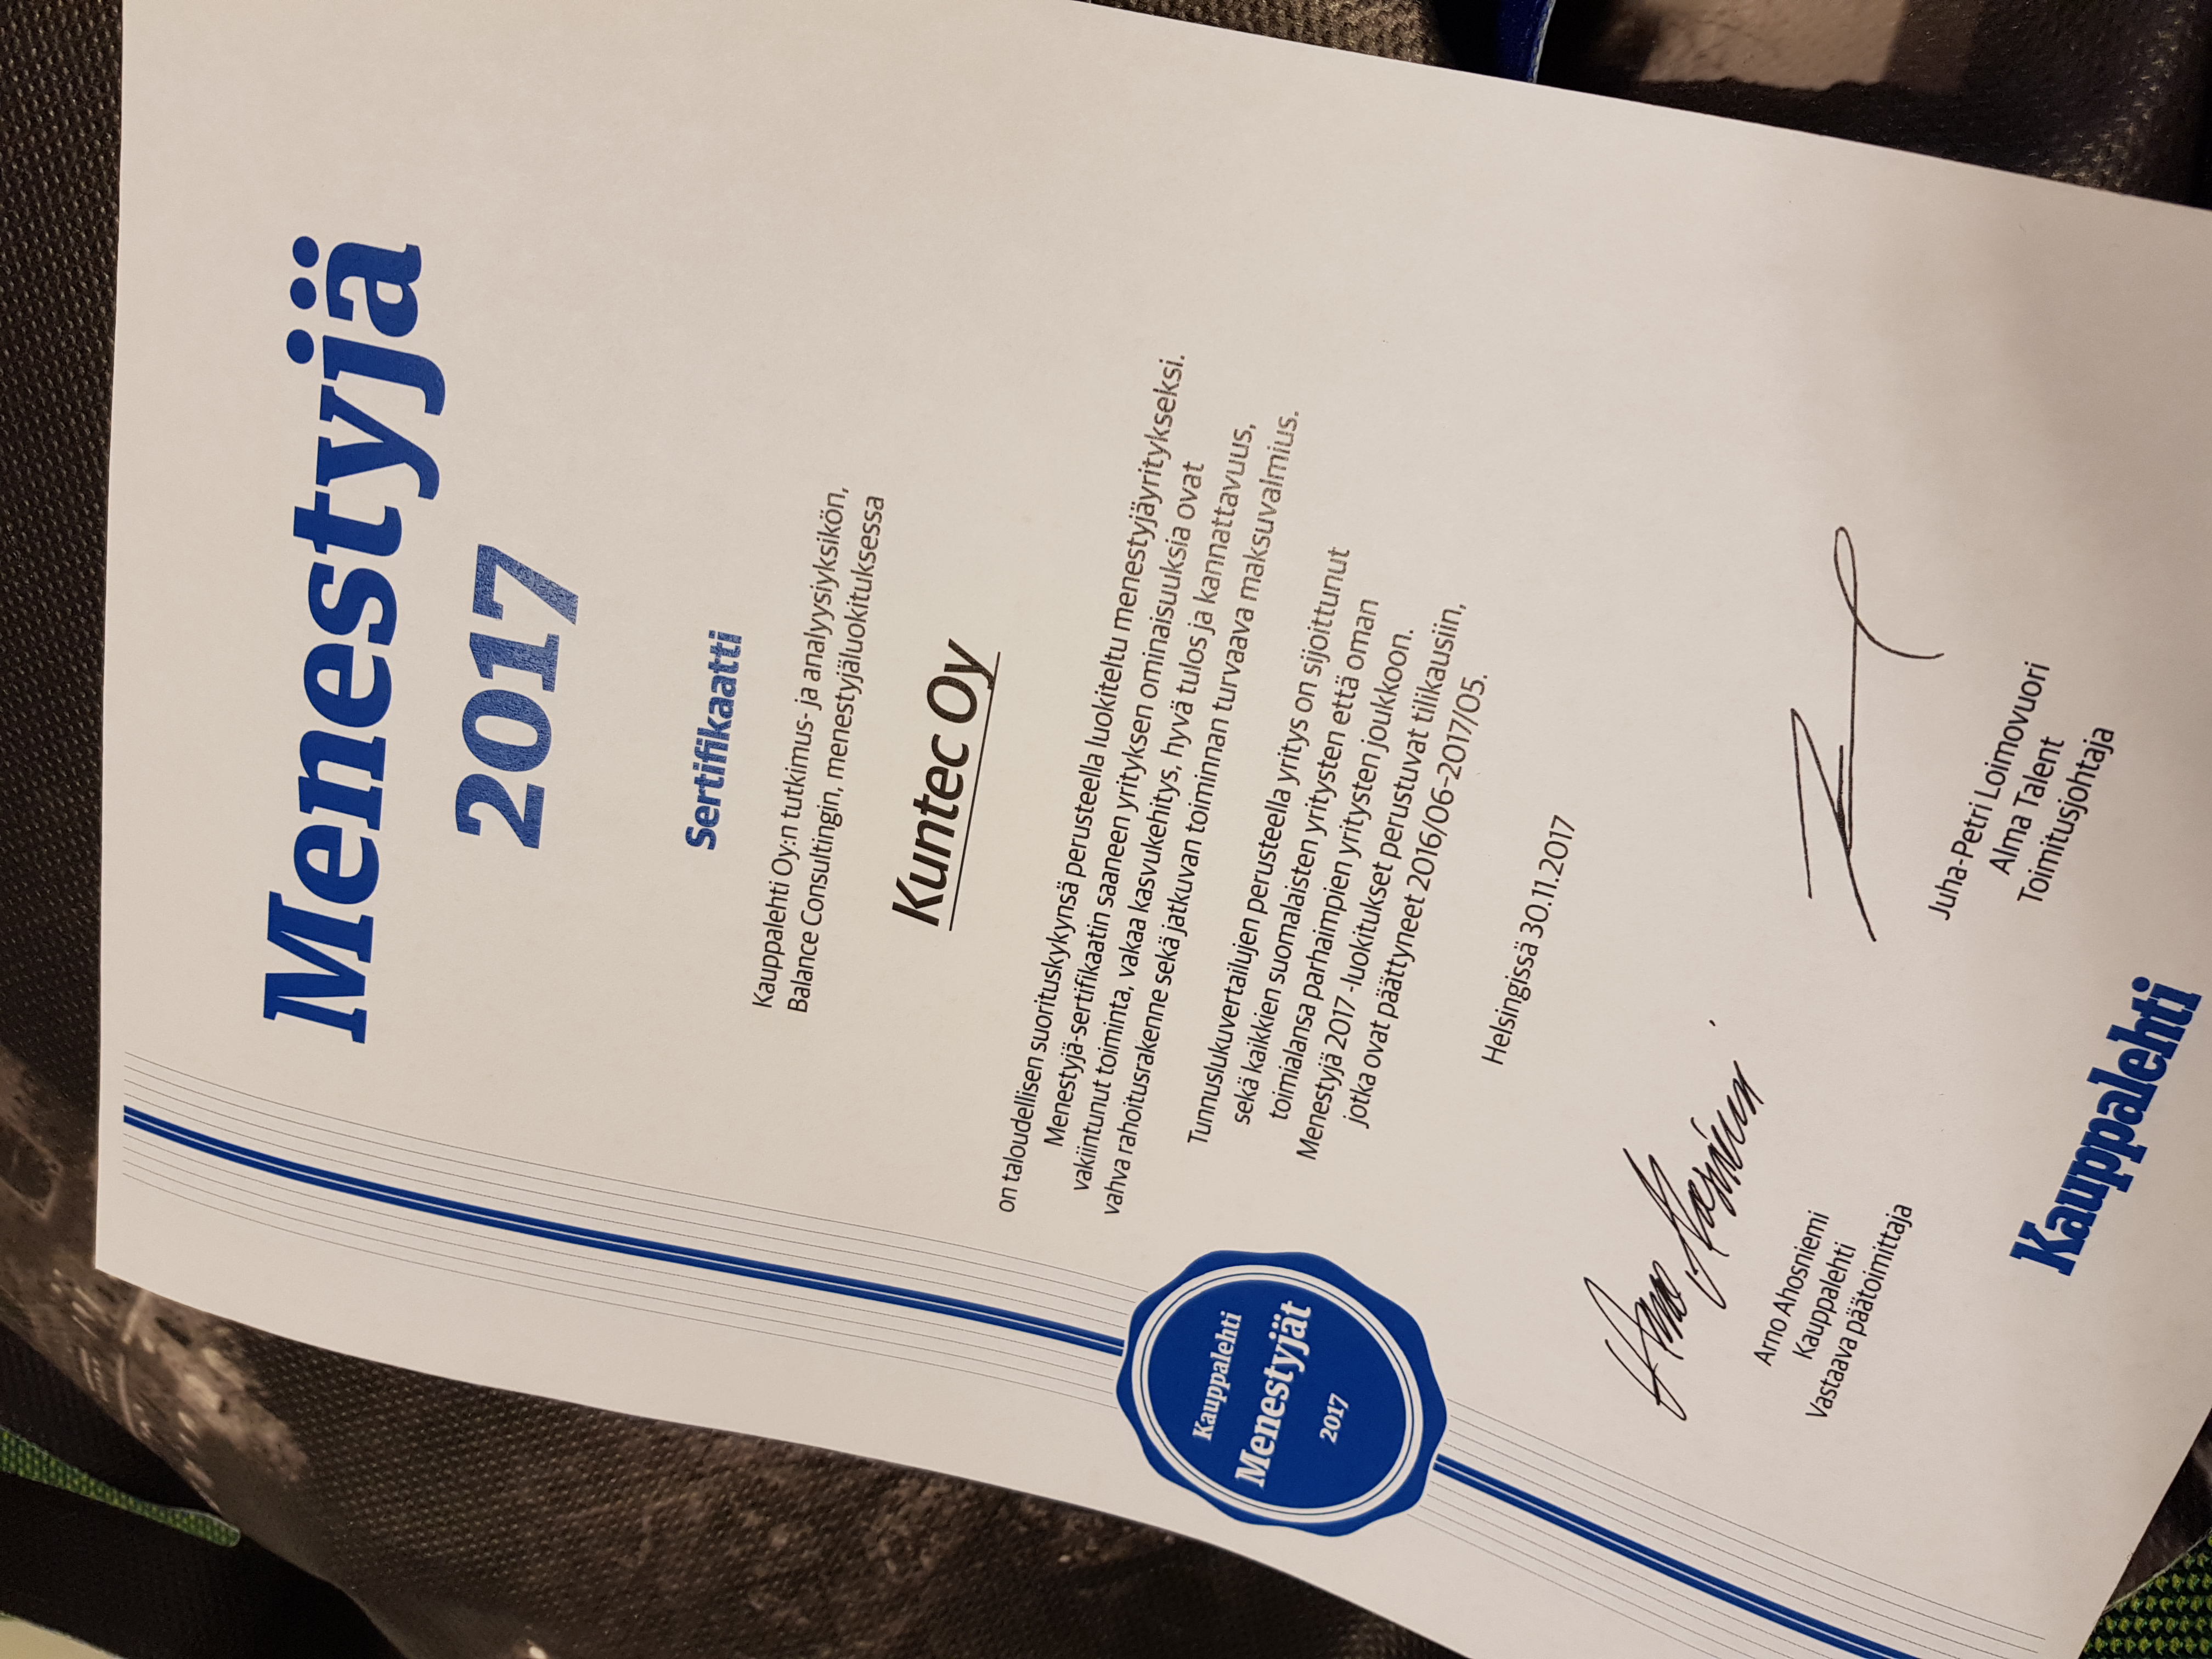 Menestyjä
2017
Sertifikaatti
Kauppalehti Oy:n tutkimus- ja analyysiyksikön,
Balance Consultingin, menestyjäluokituksessa
Kuntec Oy
on taloudellisen suorituskykynsä perusteella luokiteltu menestyjäyritykseksi.
Menestyjä-sertifikaatin saaneen yrityksen ominaisuuksia ovat
vakiintunut toiminta, vakaa kasvukehitys, hyvä tulos ja kannattavuus,
vahva rahoitusrakenne sekä jatkuvan toiminnan turvaava maksuvalmius.
Tunnuslukuvertailujen perusteella yritys on sijoittunut
sekä kaikkien suomalaisten yritysten että oman
toimialansa parhaimpien yritysten joukkoon.
Menestyjä 2017 -luokitukset perustuvat tilikausiin,
jotka ovat päättyneet 2016/06–2017/05.
Helsingissä 30.11.2017
Kauppalehti
Menestyjät
2017
Arno Ahosniemi
Kauppalehti
Vastaava päätoimittaja
Juha-Petri Loimovuori
Alma Talent
Toimitusjohtaja
Kauppalehti